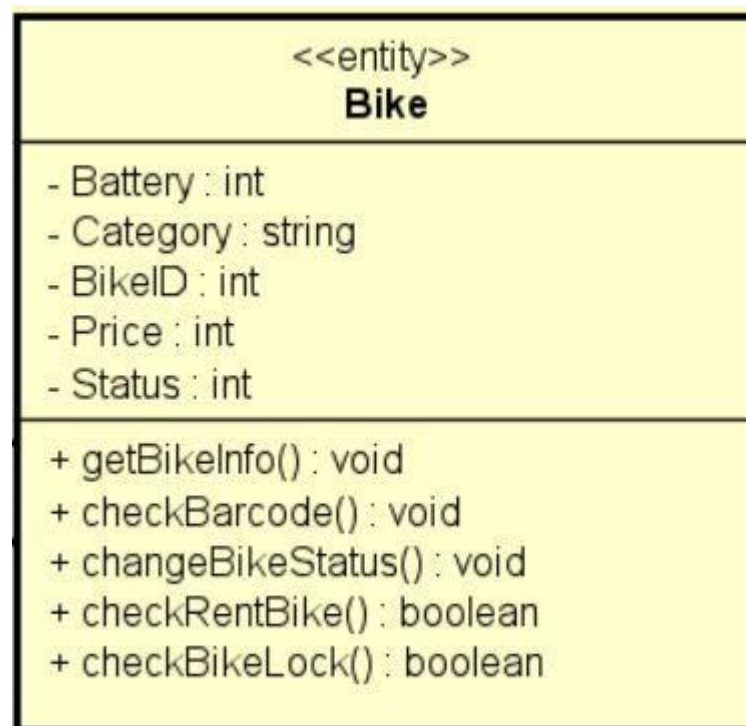 <<entity>>
Bike
- Battery : int
- Category : string
- BikeID : int
- Price : int
- Status : int
+ getBikeInfo() : void
+ checkBarcode() : void
+ changeBikeStatus() : void
+ checkRentBike() : boolean
+ checkBikeLock() : boolean